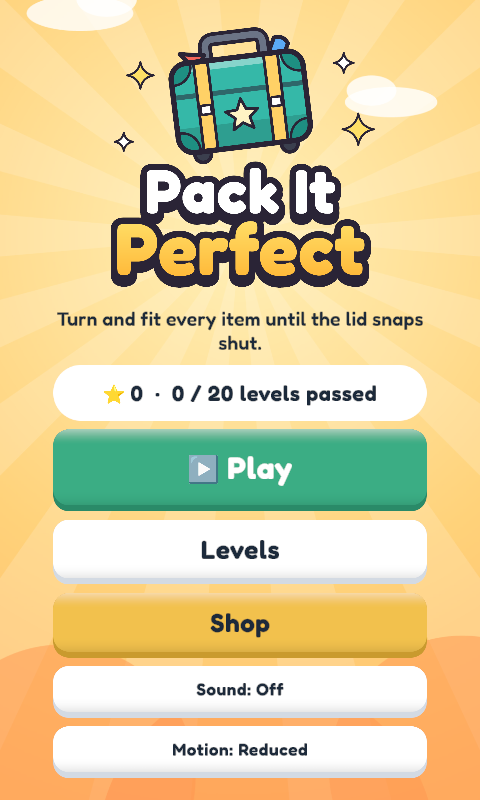 Pack It
Perfect
Turn and fit every item until the lid snaps
shut.
⭐ 0 · 0 / 20 levels passed
▶️ Play
Levels
Shop
Sound: Off
Motion: Reduced